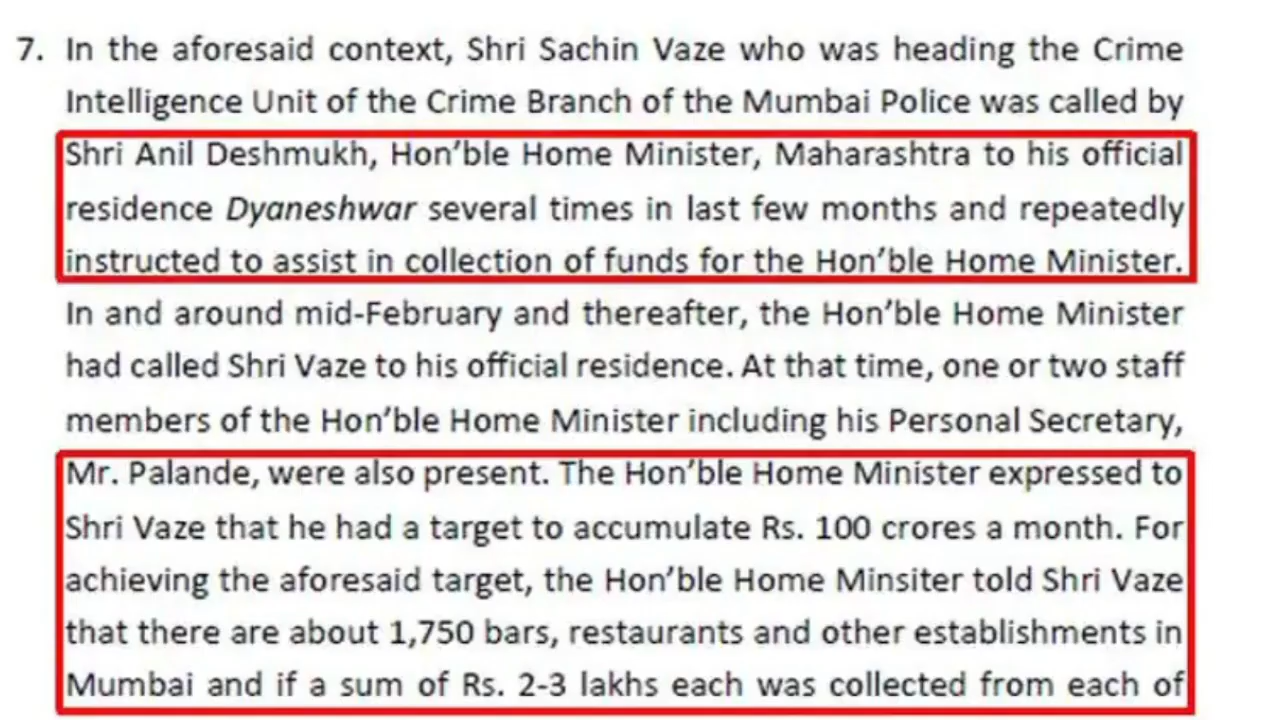 7. In the aforesaid context, Shri Sachin Vaze who was heading the Crime
Intelligence Unit of the Crime Branch of the Mumbai Police was called by
Shri Anil Deshmukh, Hon'ble Home Minister, Maharashtra to his official
residence Dyaneshwar several times in last few months and repeatedly
instructed to assist in collection of funds for the Hon'ble Home Minister.
In and around mid-February and thereafter, the Hon'ble Home Minister
had called Shri Vaze to his official residence. At that time, one or two staff
members of the Hon'ble Home Minister including his Personal Secretary,
Mr. Palande, were also present. The Hon'ble Home Minister expressed to
Shri Vaze that he had a target to accumulate Rs. 100 crores a month. For
achieving the aforesaid target, the Hon'ble Home Minsiter told Shri Vaze
that there are about 1,750 bars, restaurants and other establishments in
Mumbai and if a sum of Rs. 2-3 lakhs each was collected from each of